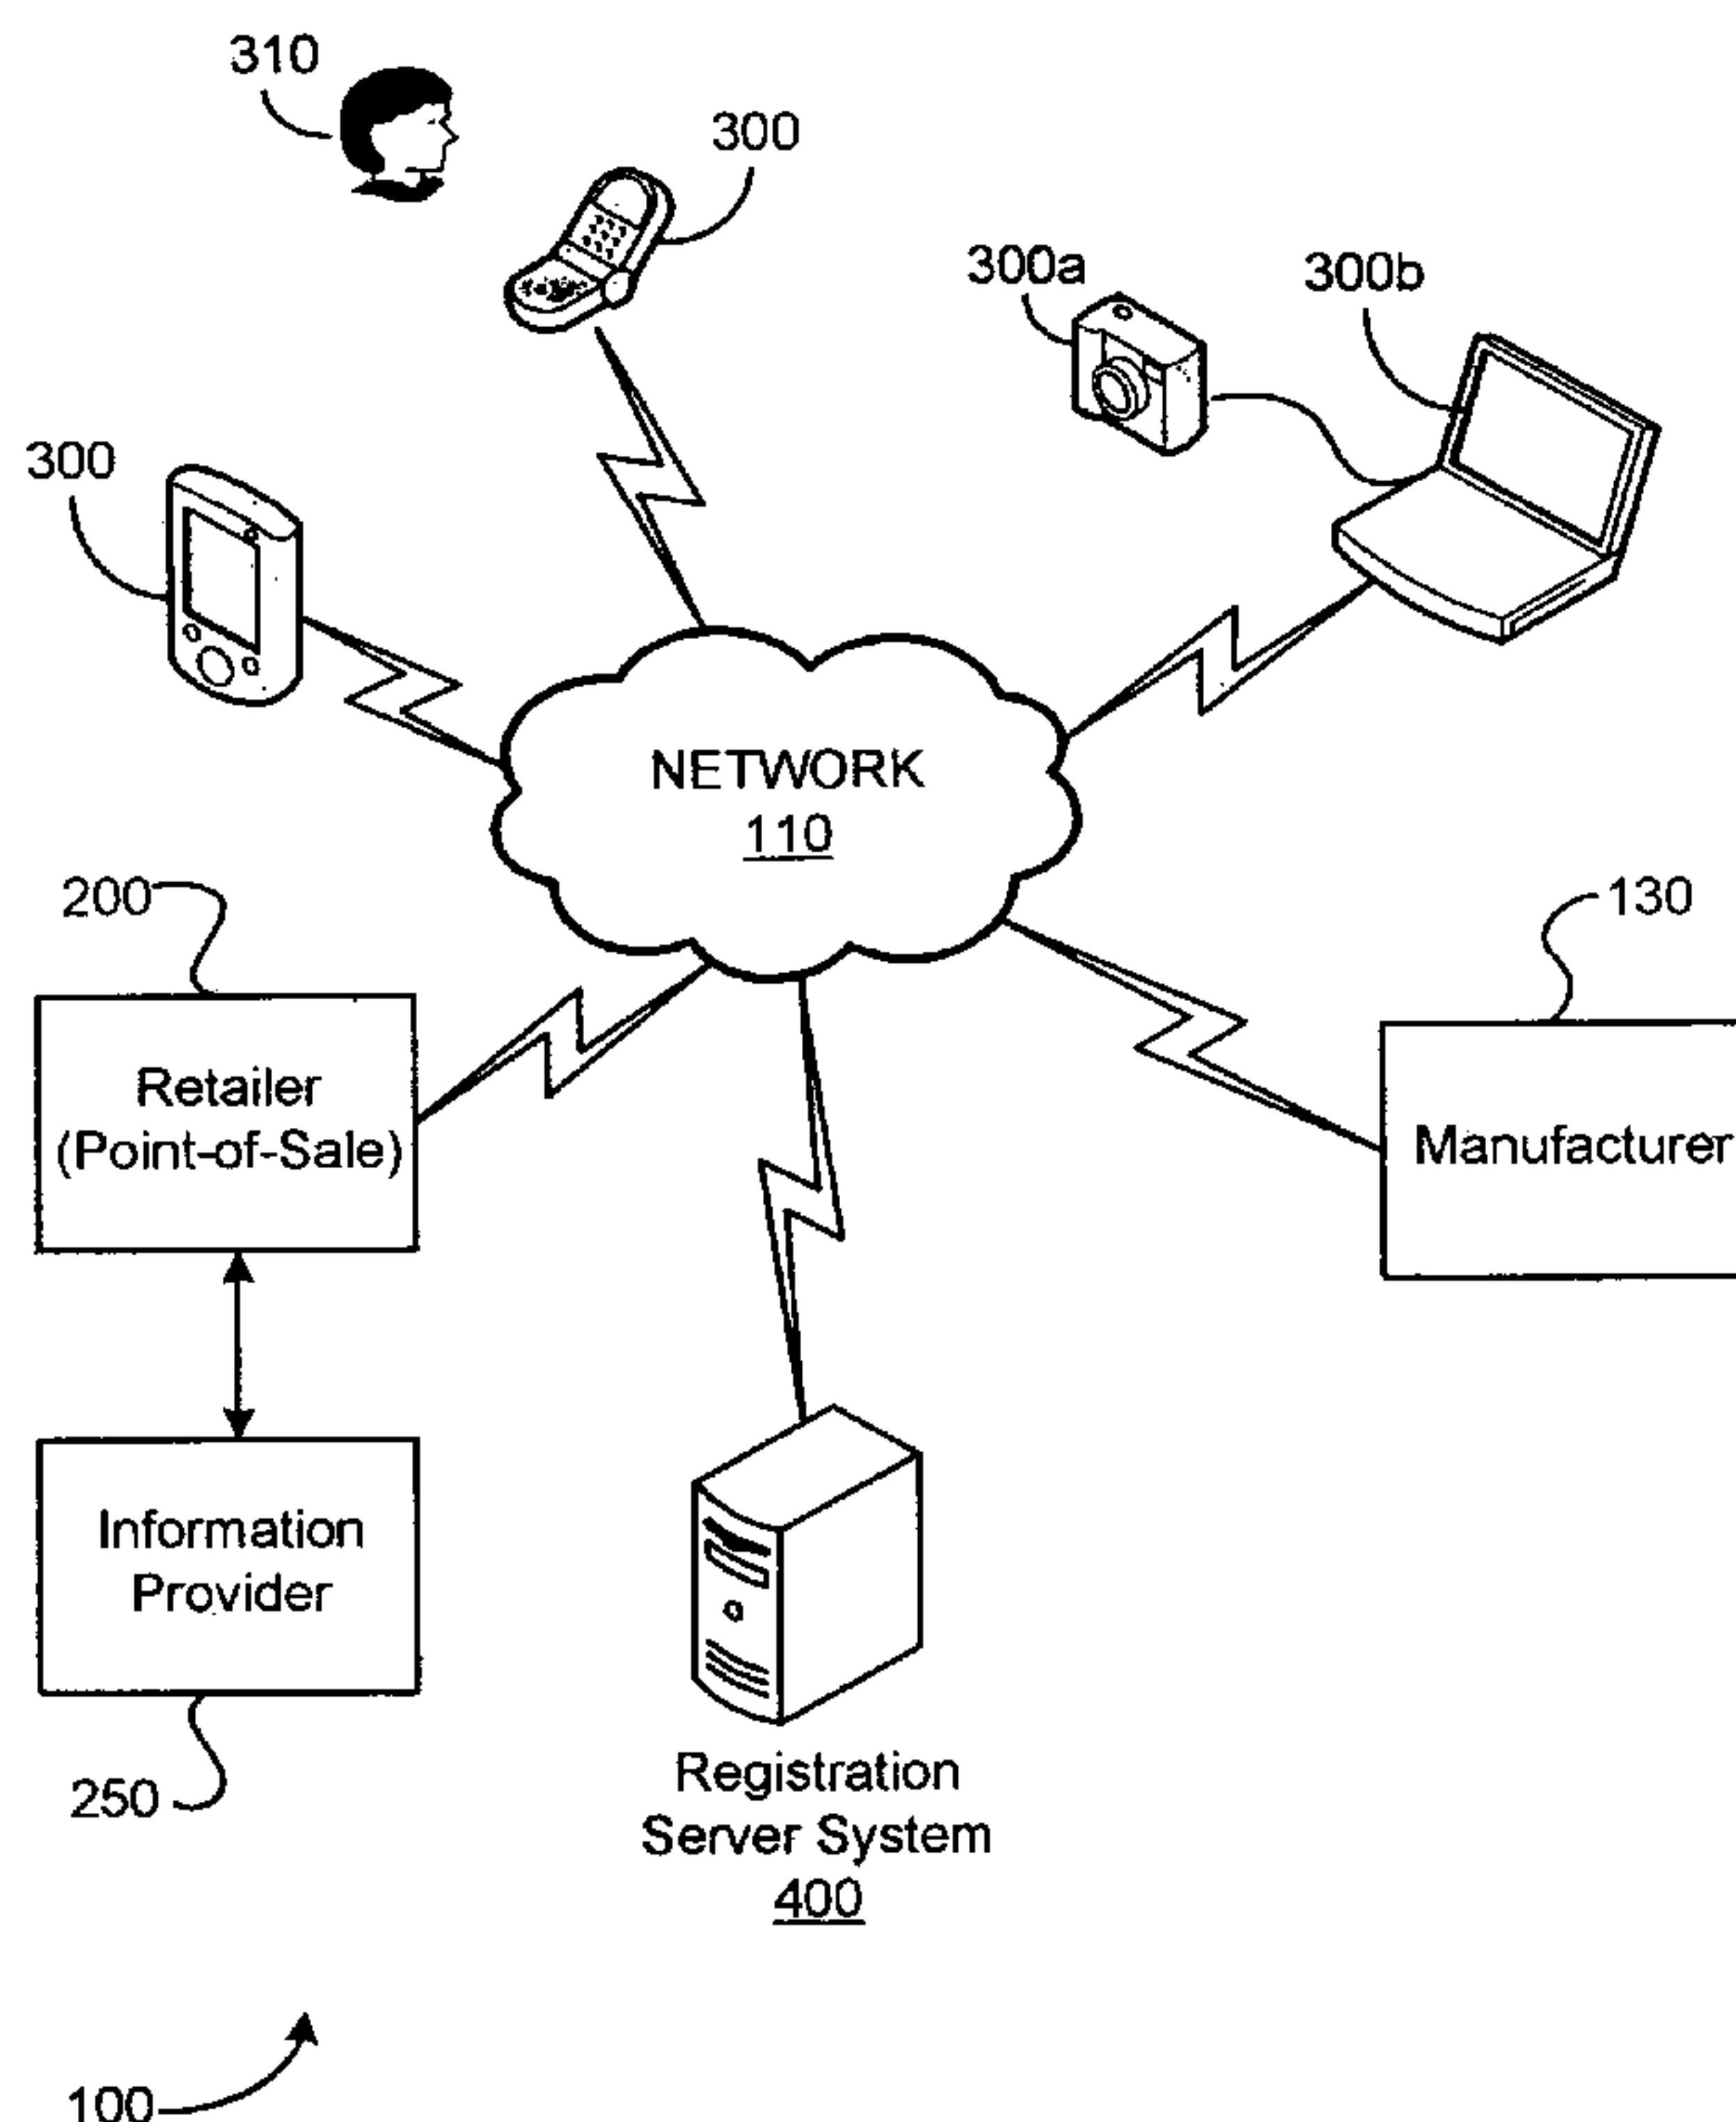 310
300
300a
300b
300
NETWORK
110
200
130
Retailer
(Point-of-Sale)
Manufacturer
Information
Provider
250
Registration
Server System
400
100